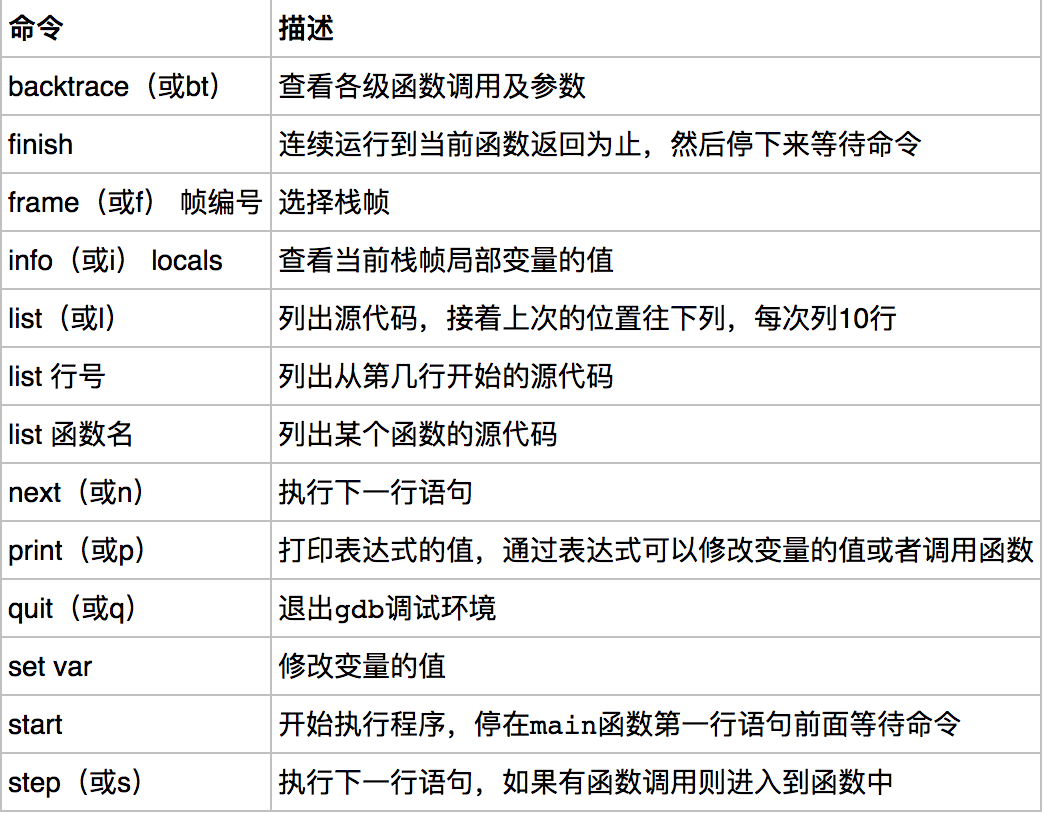 命令 描述
backtrace（或bt） 查看各级函数调用及参数
finish 连续运行到当前函数返回为止，然后停下来等待命令
frame（或f） 帧编号 选择栈帧
info（或i） locals 查看当前栈帧局部变量的值
list（或l） 列出源代码，接着上次的位置往下列，每次列10行
list 行号 列出从第几行开始的源代码
list 函数名 列出某个函数的源代码
next（或n） 执行下一行语句
print（或p） 打印表达式的值，通过表达式可以修改变量的值或者调用函数
quit（或q） 退出gdb调试环境
set var 修改变量的值
start 开始执行程序，停在main函数第一行语句前面等待命令
step（或s） 执行下一行语句，如果有函数调用则进入到函数中